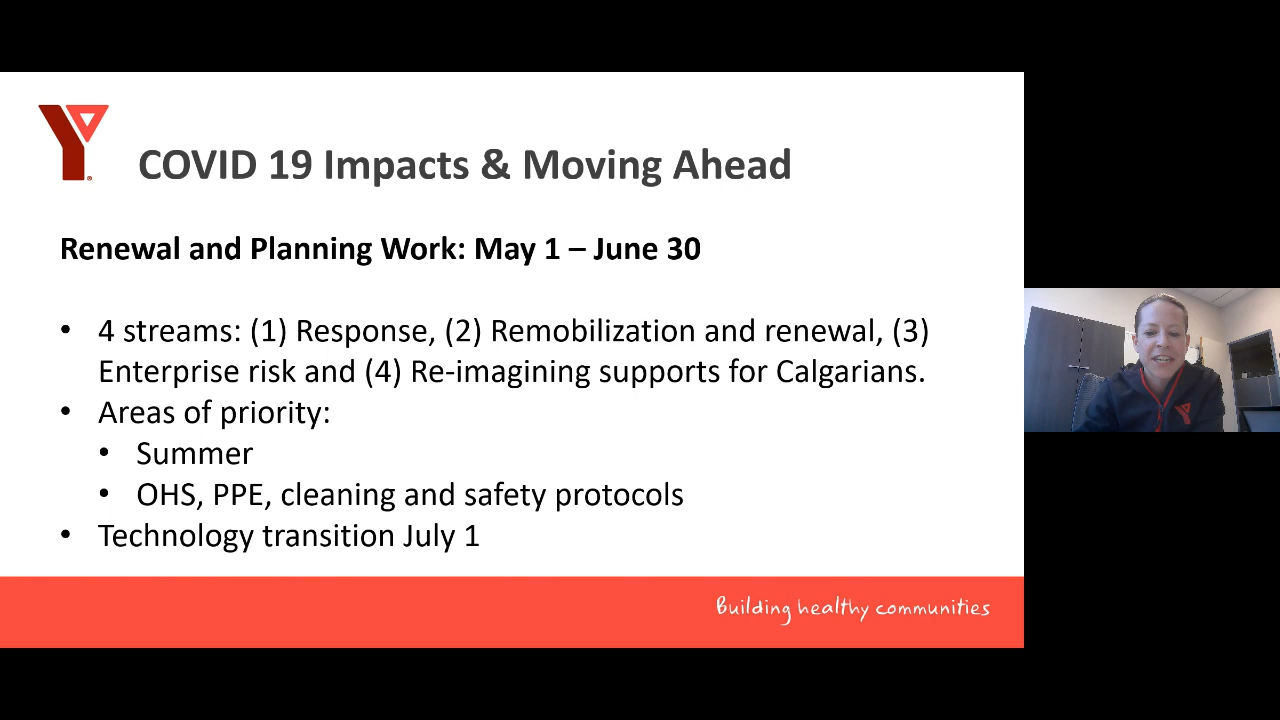 COVID 19 Impacts & Moving Ahead
Renewal and Planning Work: May 1 – June 30
• 4 streams: (1) Response, (2) Remobilization and renewal, (3)
Enterprise risk and (4) Re-imagining supports for Calgarians.
• Areas of priority:
• Summer
• OHS, PPE, cleaning and safety protocols
• Technology transition July 1
Building healthy communities